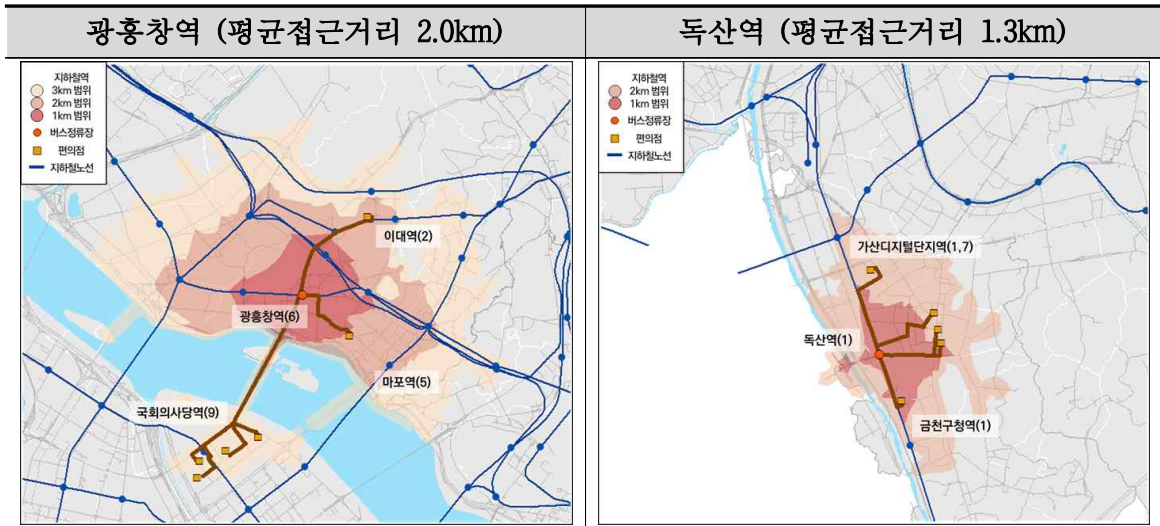 광흥창역 (평균접근거리 2.0km)
독산역 (평균접근거리 1.3km)
지하철역
3km 범위
2km 범위
1km 범위
버스정류장
편의점
지하철노선
이대역(2)
광흥창역(6)
마포역(5)
국회의사당역(9)
지하철역
2km 범위
1km 범위
버스정류장
편의점
지하철노선
가산디지털단지역(1,7)
독산역(1)
금천구청역(1)